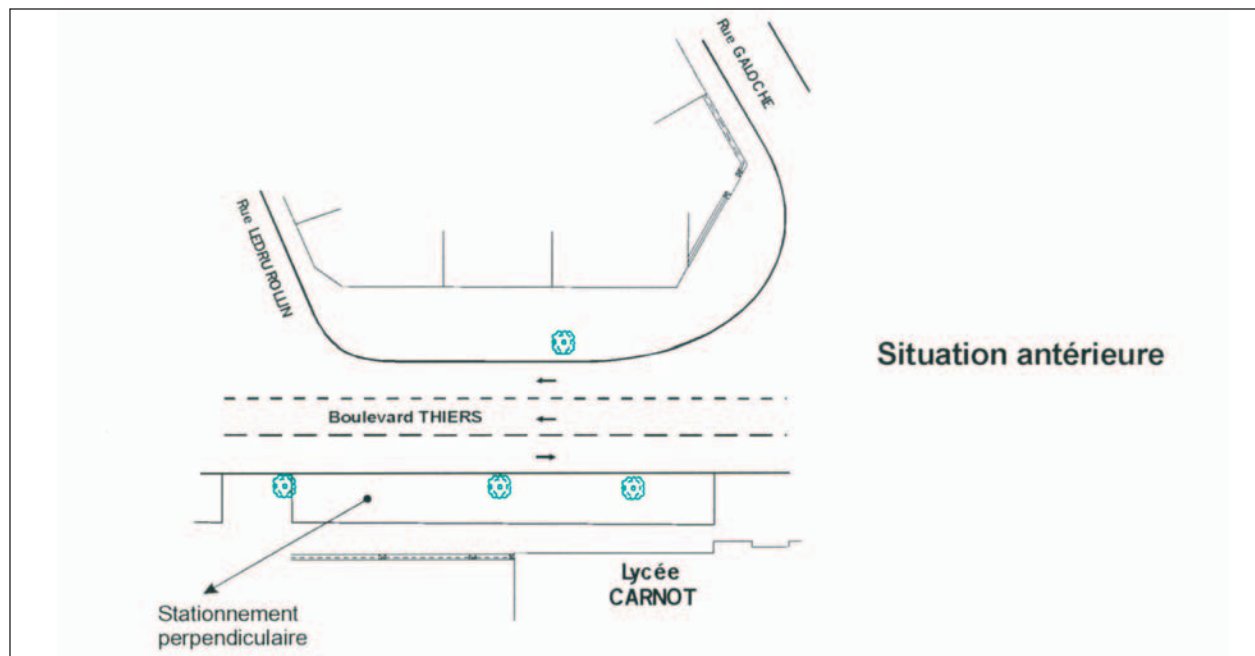 Rue GALOCHE
Rue LEDRU ROLLIN
Situation antérieure
Boulevard THIERS
Lycée
CARNOT
Stationnement
perpendiculaire